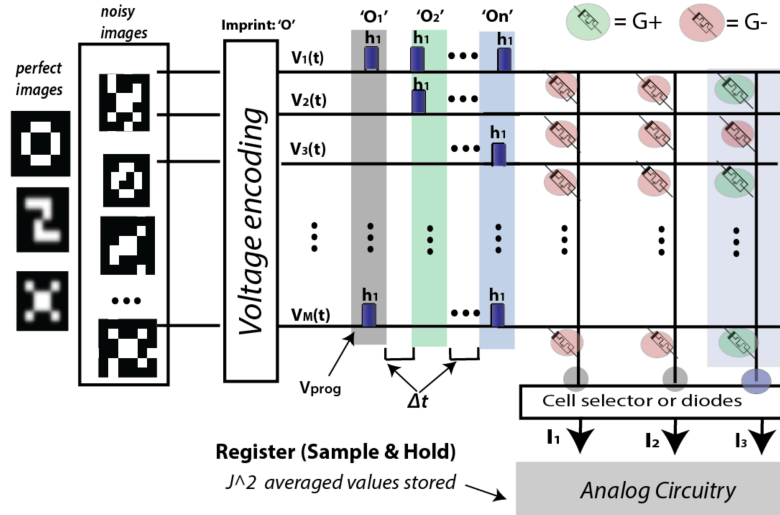 noisy
images
perfect
images
Imprint: 'O'
Voltage encoding
'O₁' 'O₂' 'On'
= G+ = G-
V₁(t) h₁ h₁ h₁
V₂(t) h₁
V₃(t) h₁
V_M(t) h₁ h₁
Vprog
Δt
Cell selector or diodes
I₁ I₂ I₃
Register (Sample & Hold)
J^2 averaged values stored
Analog Circuitry